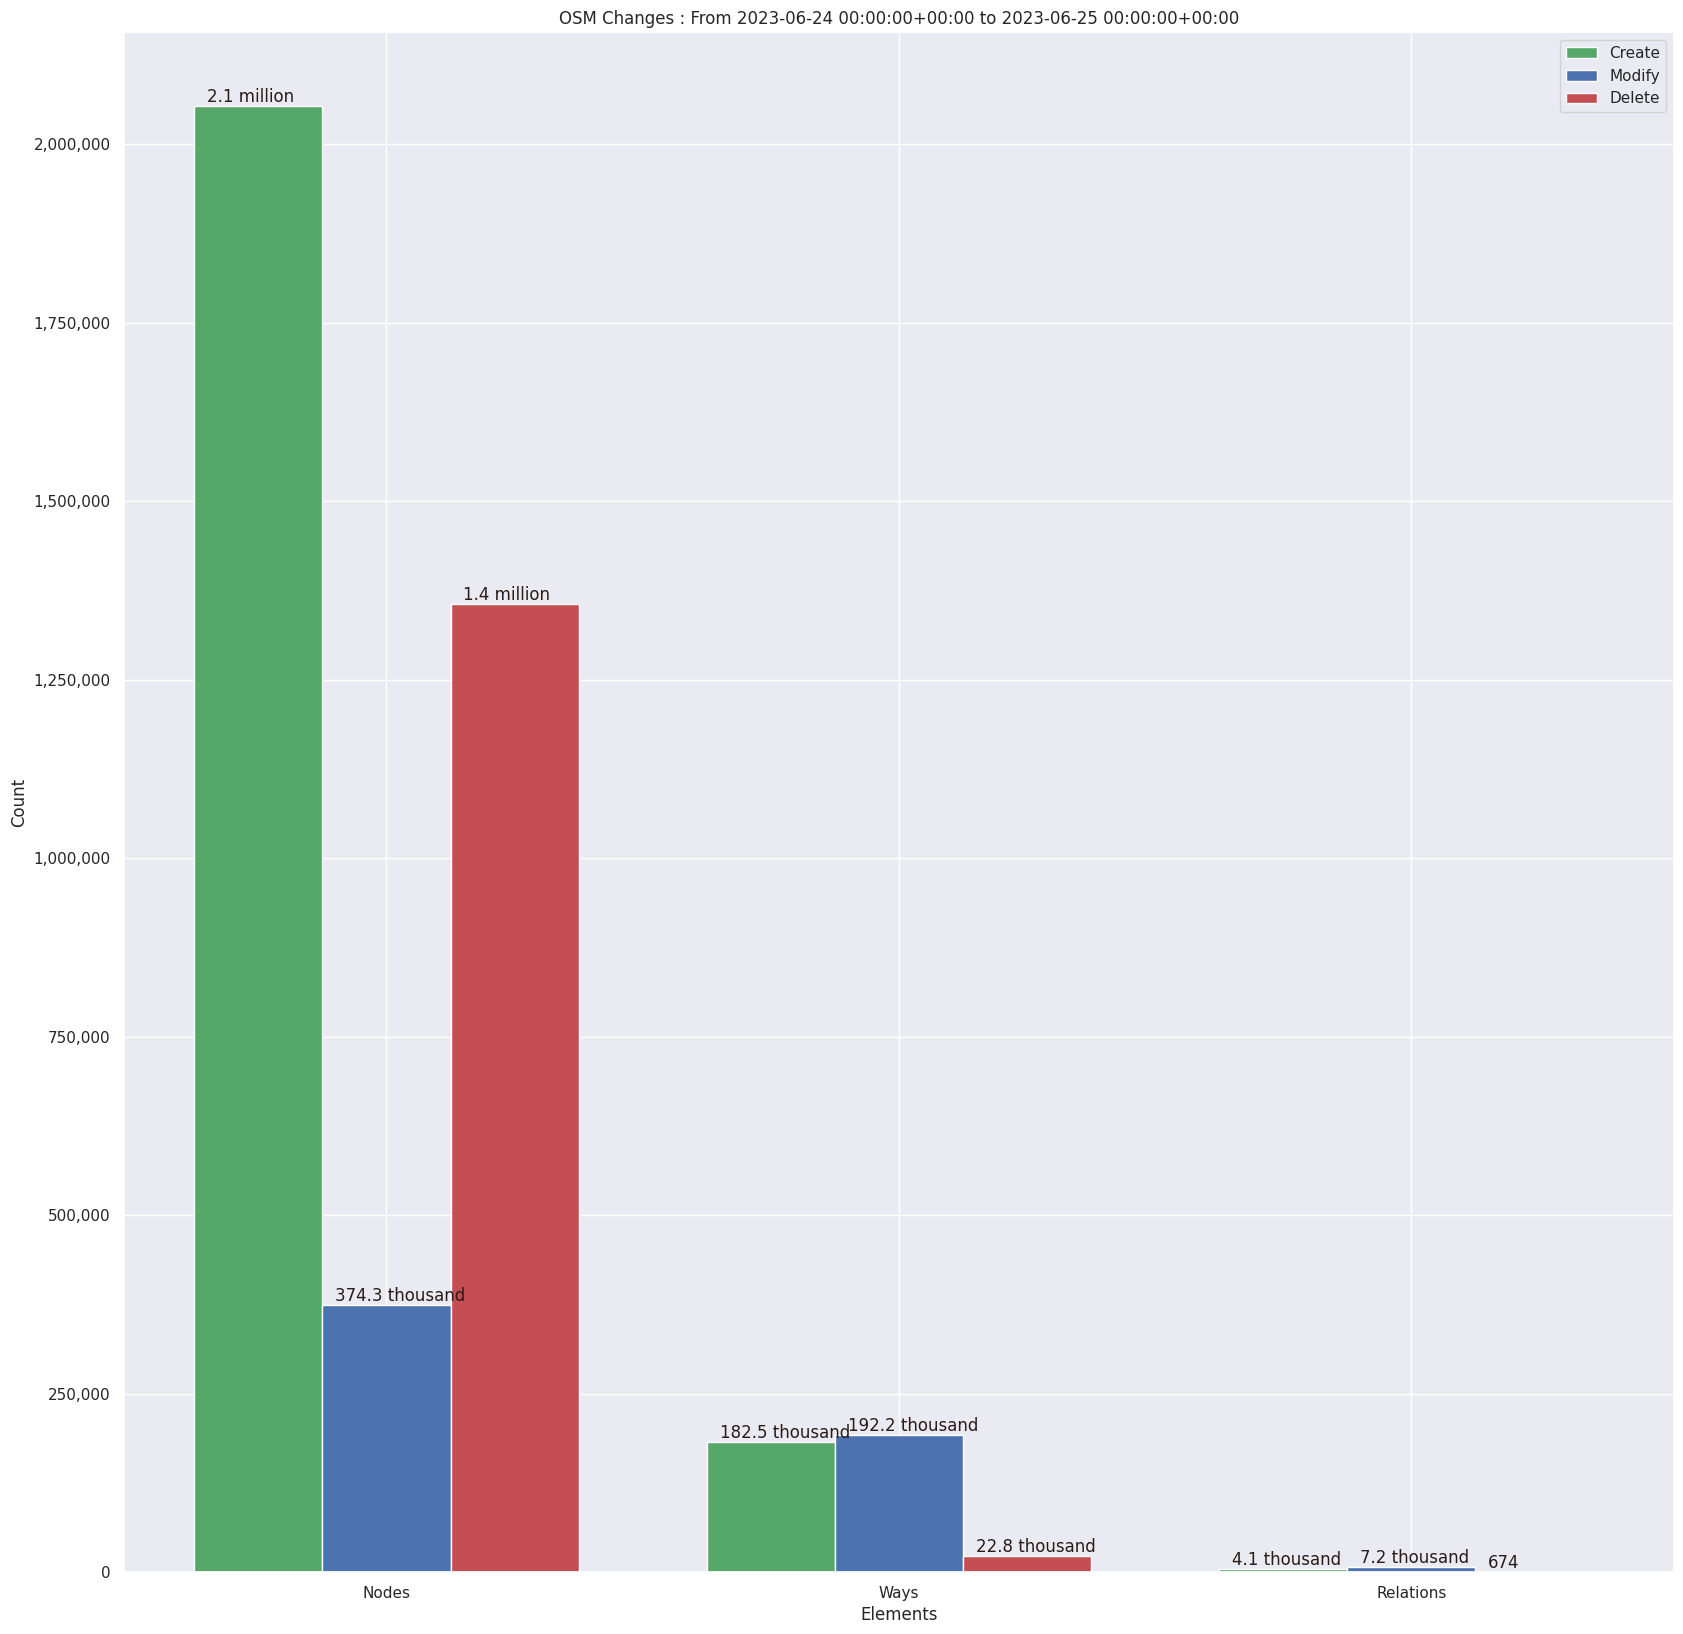 OSM Changes : From 2023-06-24 00:00:00+00:00 to 2023-06-25 00:00:00+00:00
Create
Modify
Delete
2.1 million
2,000,000
1,750,000
1,500,000
1.4 million
1,250,000
Count
1,000,000
750,000
500,000
374.3 thousand
250,000
182.5 thousand
192.2 thousand
22.8 thousand
4.1 thousand
7.2 thousand
674
0
Nodes
Ways
Relations
Elements